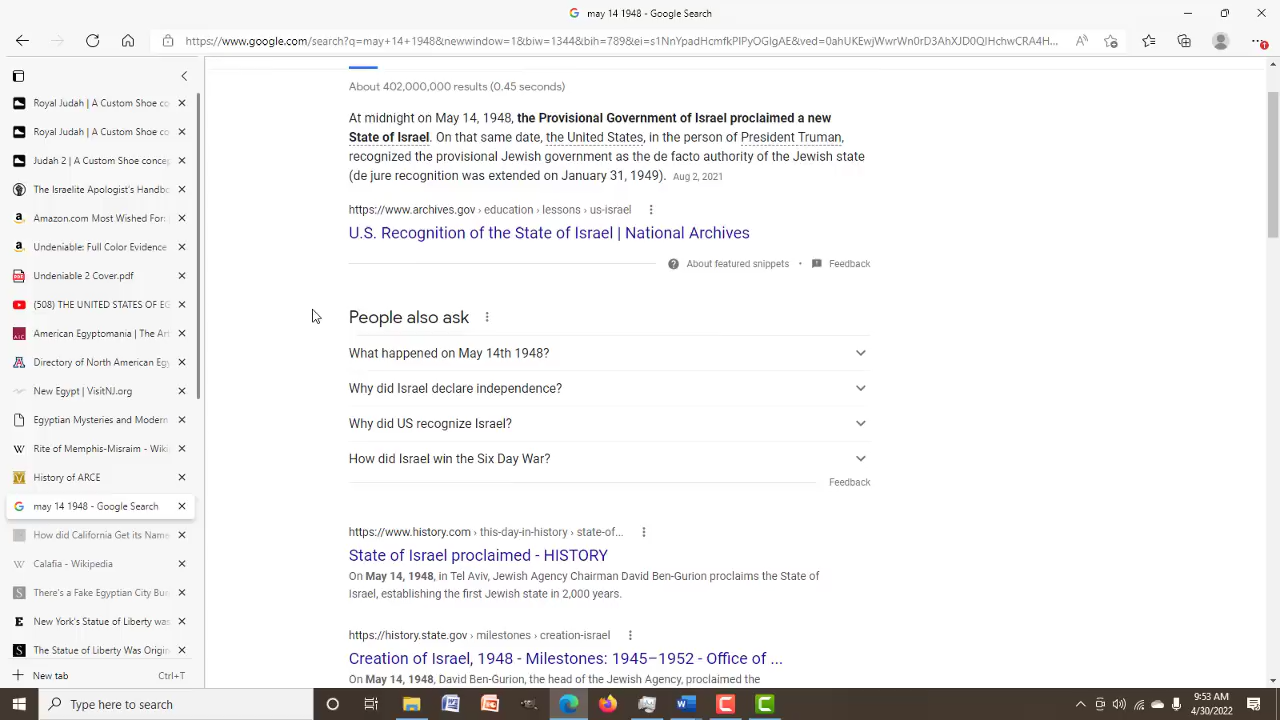 may 14 1948 - Google Search
https://www.google.com/search?q=may+14+1948&newwindow=1&biw=1344&bih=789&ei=s1NnYpadHcmfkPIPyOGIgAE&ved=0ahUKEwjWwrWn0rD3AhXJD0QIHchwCRA4H...
Royal Judah | A Custom Shoe co
Royal Judah | A Custom Shoe co
Judah 2 | A Custom Shoe concep
The Israelite Apologist's Handbo
Amazon.com Most Wished For:
Undeniable: Full Color Evidence
Undeniable 2 Cover.pdf
(508) THE UNITED STATES OF EG
American Egyptomania | The Art
Directory of North American Egy
New Egypt | VisitNJ.org
Egyptian Mysteries and Modern
Rite of Memphis-Misraim - Wiki
History of ARCE
may 14 1948 - Google Search
How did California Get its Name
Calafia - Wikipedia
There's a Fake Egyptian City Bu
New York's Statue of Liberty was
The Statue of Liberty Was Origin
New tab Ctrl+T
About 402,000,000 results (0.45 seconds)
At midnight on May 14, 1948, the Provisional Government of Israel proclaimed a new
State of Israel. On that same date, the United States, in the person of President Truman,
recognized the provisional Jewish government as the de facto authority of the Jewish state
(de jure recognition was extended on January 31, 1949). Aug 2, 2021
https://www.archives.gov › education › lessons › us-israel
U.S. Recognition of the State of Israel | National Archives
About featured snippets • Feedback
People also ask
What happened on May 14th 1948?
Why did Israel declare independence?
Why did US recognize Israel?
How did Israel win the Six Day War?
Feedback
https://www.history.com › this-day-in-history › state-of...
State of Israel proclaimed - HISTORY
On May 14, 1948, in Tel Aviv, Jewish Agency Chairman David Ben-Gurion proclaims the State of
Israel, establishing the first Jewish state in 2,000 years.
https://history.state.gov › milestones › creation-israel
Creation of Israel, 1948 - Milestones: 1945–1952 - Office of ...
On May 14, 1948, David Ben-Gurion, the head of the Jewish Agency, proclaimed the
Type here to search
9:53 AM
4/30/2022